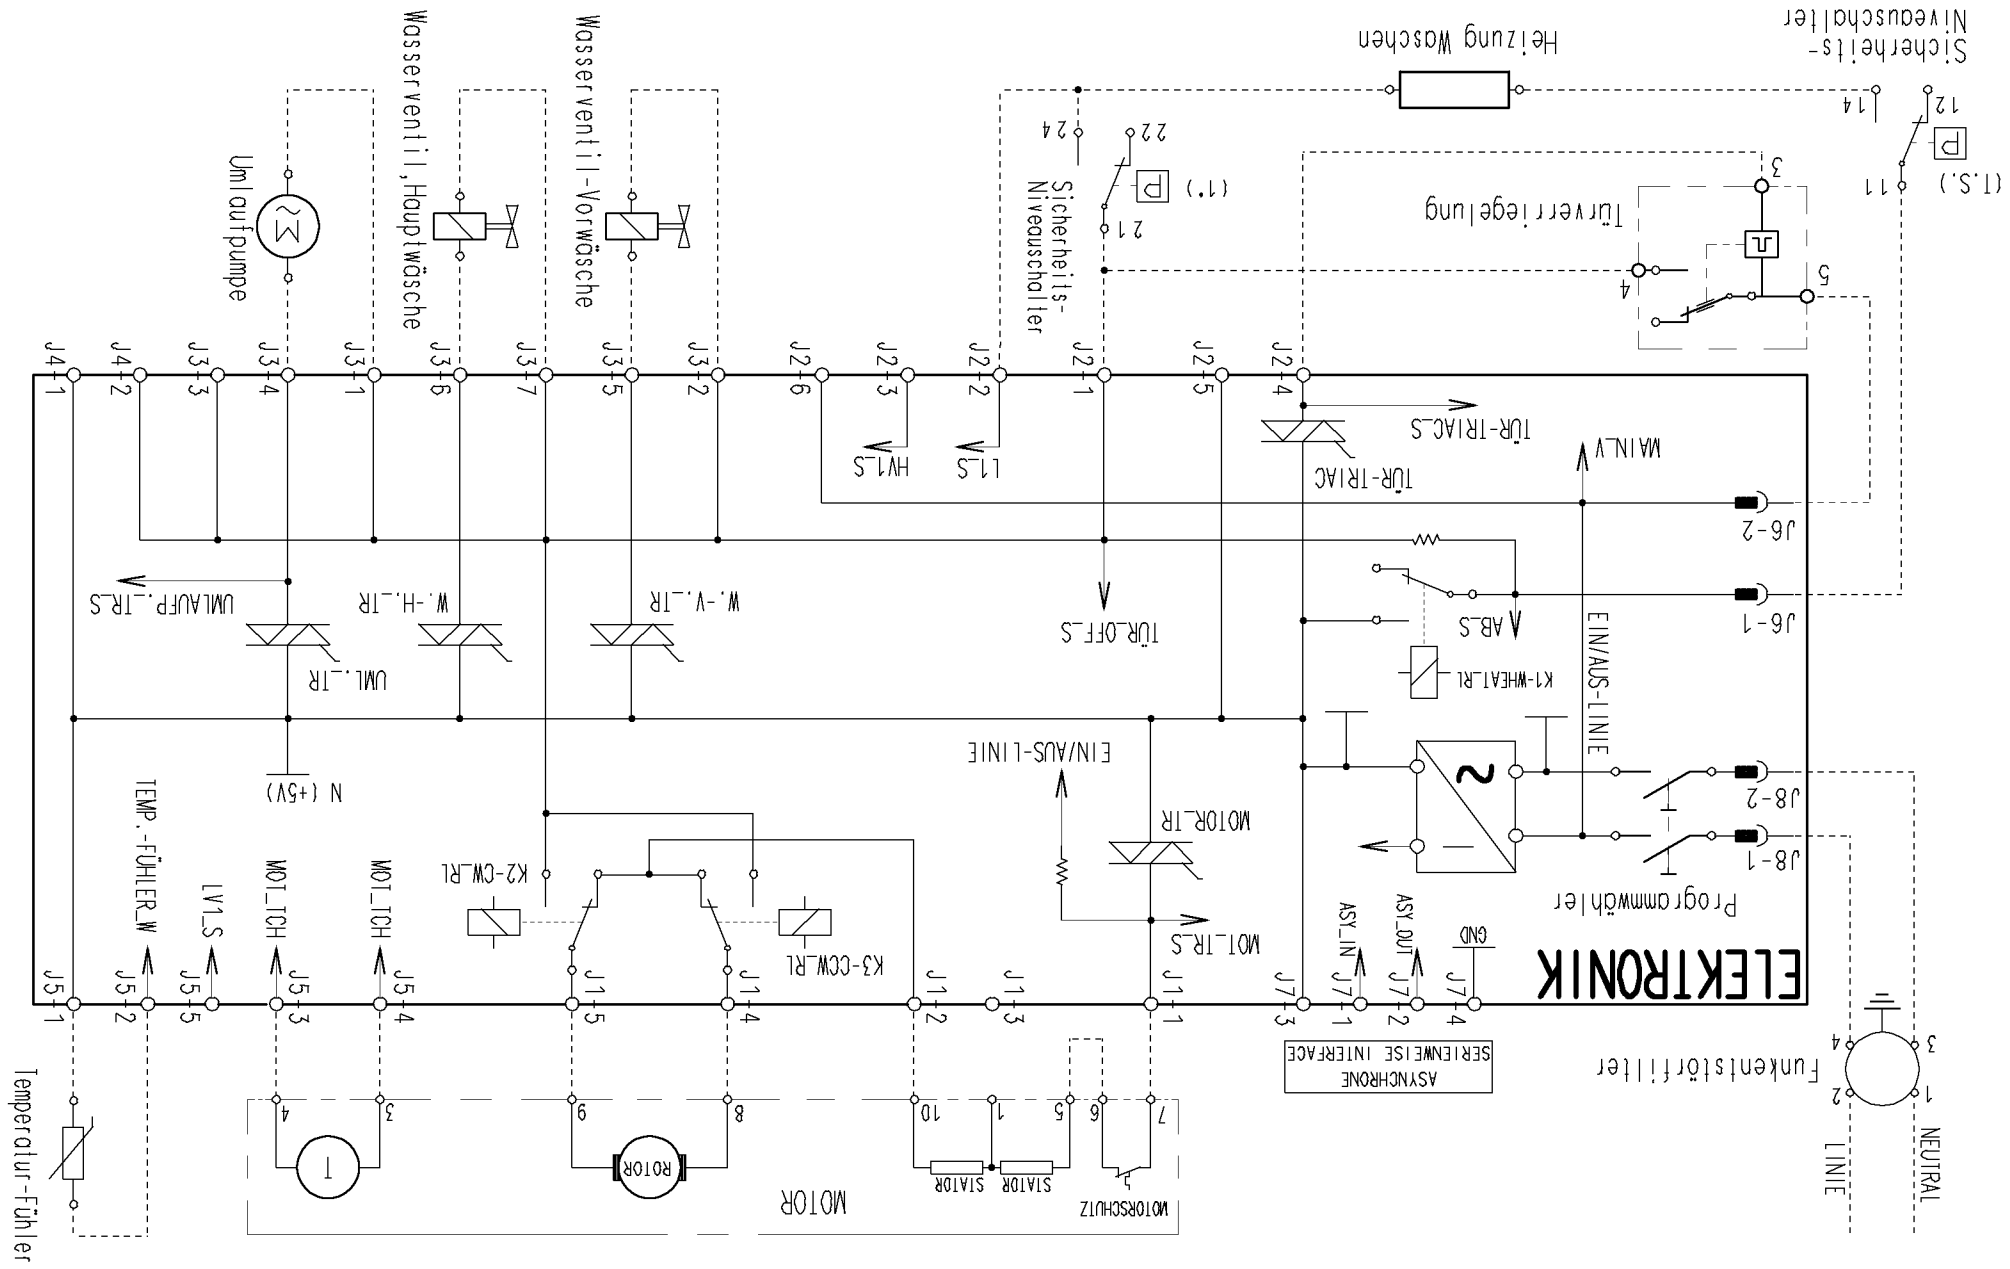 Wasserventil,Hauptwäsche
Wasserventil-Vorwäsche
Umlaufpumpe
Heizung Waschen
Sicherheits-
Niveauschalter
14
12
11
P
(T.S.)
24
22
21
P
(1°)
Sicherheits-
Niveauschalter
Türverriegelung
3
4
5
J4-1
J4-2
J3-3
J3-4
J3-1
J3-6
J3-7
J3-5
J3-2
J2-6
J2-3
J2-2
J2-1
J2-5
J2-4
HV1_S
L1_S
TÜR-TRIAC_S
TÜR-TRIAC
MAIN_V
J6-2
J6-1
UMLAUFP._TR_S
UML._TR
W.-H._TR
W.-V._TR
TÜR_OFF_S
AB_S
K1-WHEAT_RL
EIN/AUS-LINIE
EIN/AUS-LINIE
N (+5V)
TEMP.-FÜHLER_W
LV1_S
MOT_TCH
MOT_TCH
K2-CW_RL
K3-CCW_RL
MOTOR_TR
MOT_TR_S
J8-2
J8-1
Programmwähler
ASY_IN
ASY_OUT
GND
ELEKTRONIK
J5-1
J5-2
J5-5
J5-3
J5-4
J1-5
J1-4
J1-2
J1-3
J1-1
J7-3
J7-1
J7-2
J7-4
ASYNCHRONE
SERIENWEISE INTERFACE
Funkentstörfilter
4
3
2
1
LINIE
NEUTRAL
Temperatur-Fühler
4
3
T
9
8
ROTOR
10
1
5
6
7
STATOR
STATOR
MOTORSCHUTZ
MOTOR
M